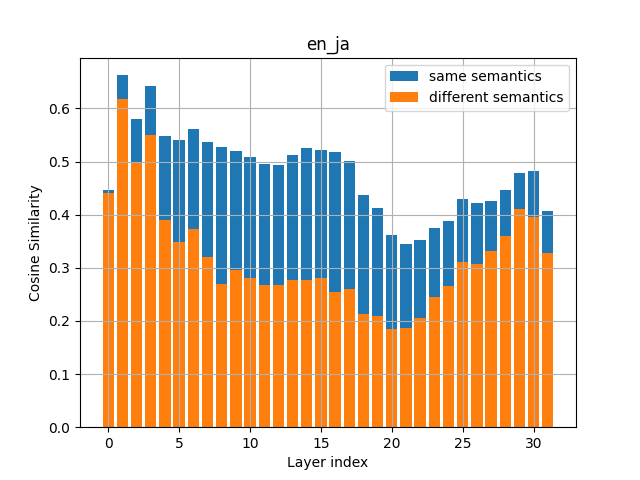 en_ja
same semantics
different semantics
Cosine Similarity
0.6
0.5
0.4
0.3
0.2
0.1
0.0
0 5 10 15 20 25 30
Layer index